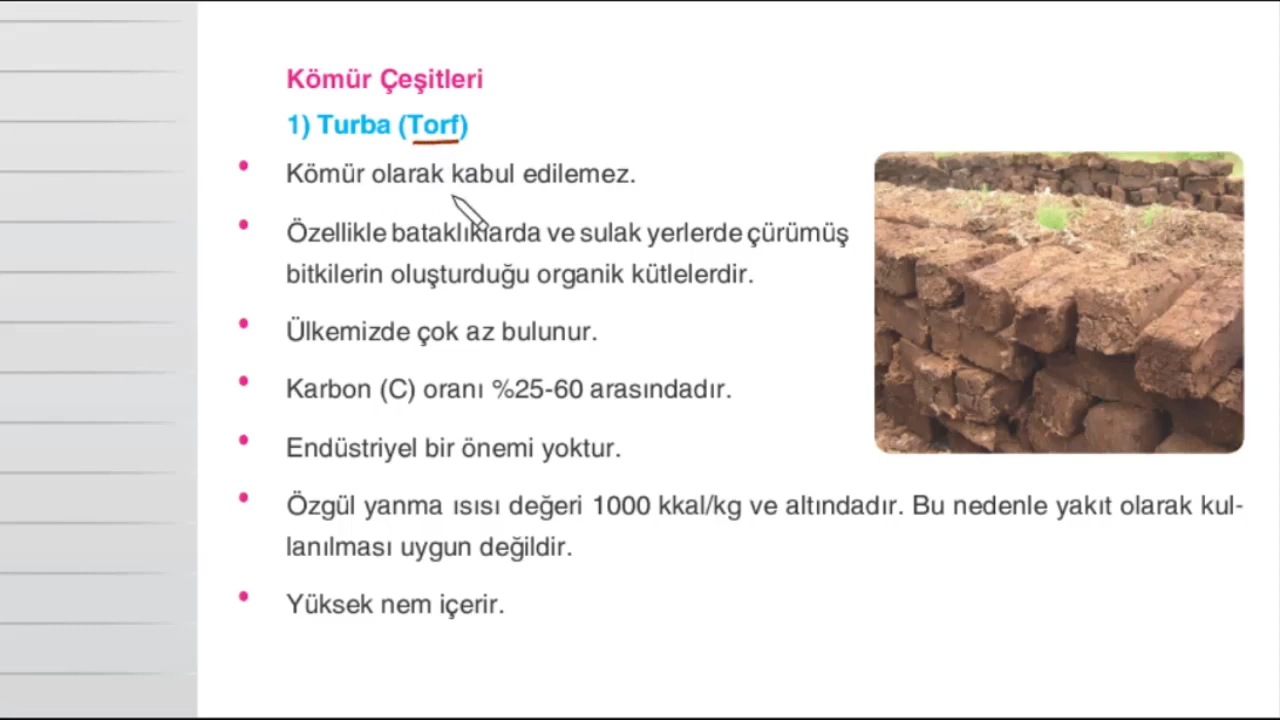 Kömür Çeşitleri
1) Turba (Torf)
• Kömür olarak kabul edilemez.
• Özellikle bataklıklarda ve sulak yerlerde çürümüş
bitkilerin oluşturduğu organik kütlelerdir.
• Ülkemizde çok az bulunur.
• Karbon (C) oranı %25-60 arasındadır.
• Endüstriyel bir önemi yoktur.
• Özgül yanma ısısı değeri 1000 kkal/kg ve altındadır. Bu nedenle yakıt olarak kul-
lanılması uygun değildir.
• Yüksek nem içerir.